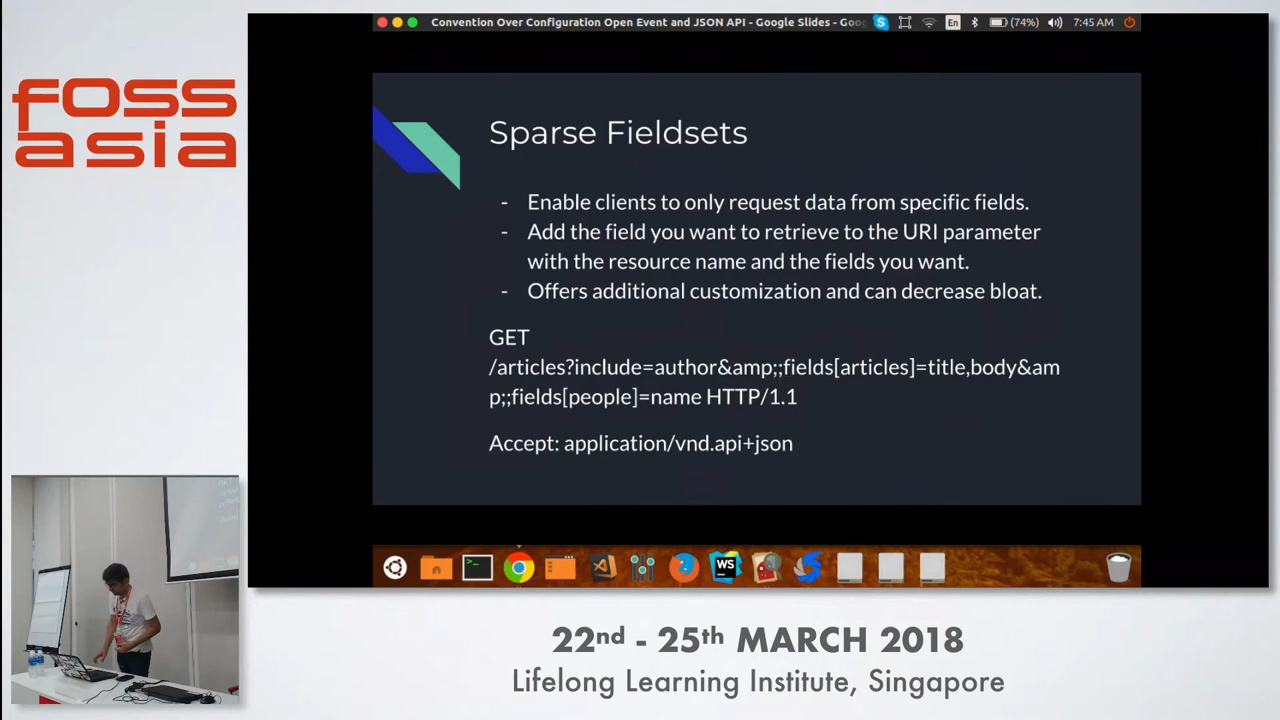 Convention Over Configuration Open Event and JSON API - Google Slides - Goo
En
(74%)
7:45 AM
foss
asia
Sparse Fieldsets
- Enable clients to only request data from specific fields.
- Add the field you want to retrieve to the URI parameter
with the resource name and the fields you want.
- Offers additional customization and can decrease bloat.
GET
/articles?include=author&amp;;fields[articles]=title,body&am
p;;fields[people]=name HTTP/1.1
Accept: application/vnd.api+json
>_
WS
22nd - 25th MARCH 2018
Lifelong Learning Institute, Singapore